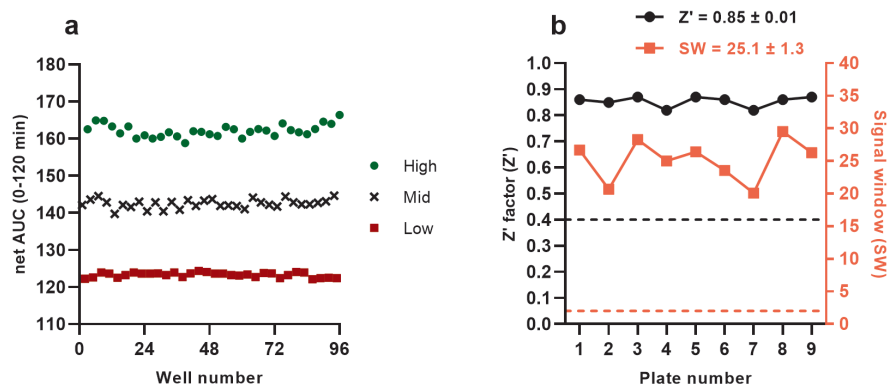 a
180
170
160
150
140
130
120
110
net AUC (0-120 min)
0 24 48 72 96
Well number
High
Mid
Low
b
Z' = 0.85 ± 0.01
SW = 25.1 ± 1.3
1.0
0.9
0.8
0.7
0.6
0.5
0.4
0.3
0.2
0.1
0.0
Z' factor (Z')
40
35
30
25
20
15
10
5
0
Signal window (SW)
1 2 3 4 5 6 7 8 9
Plate number